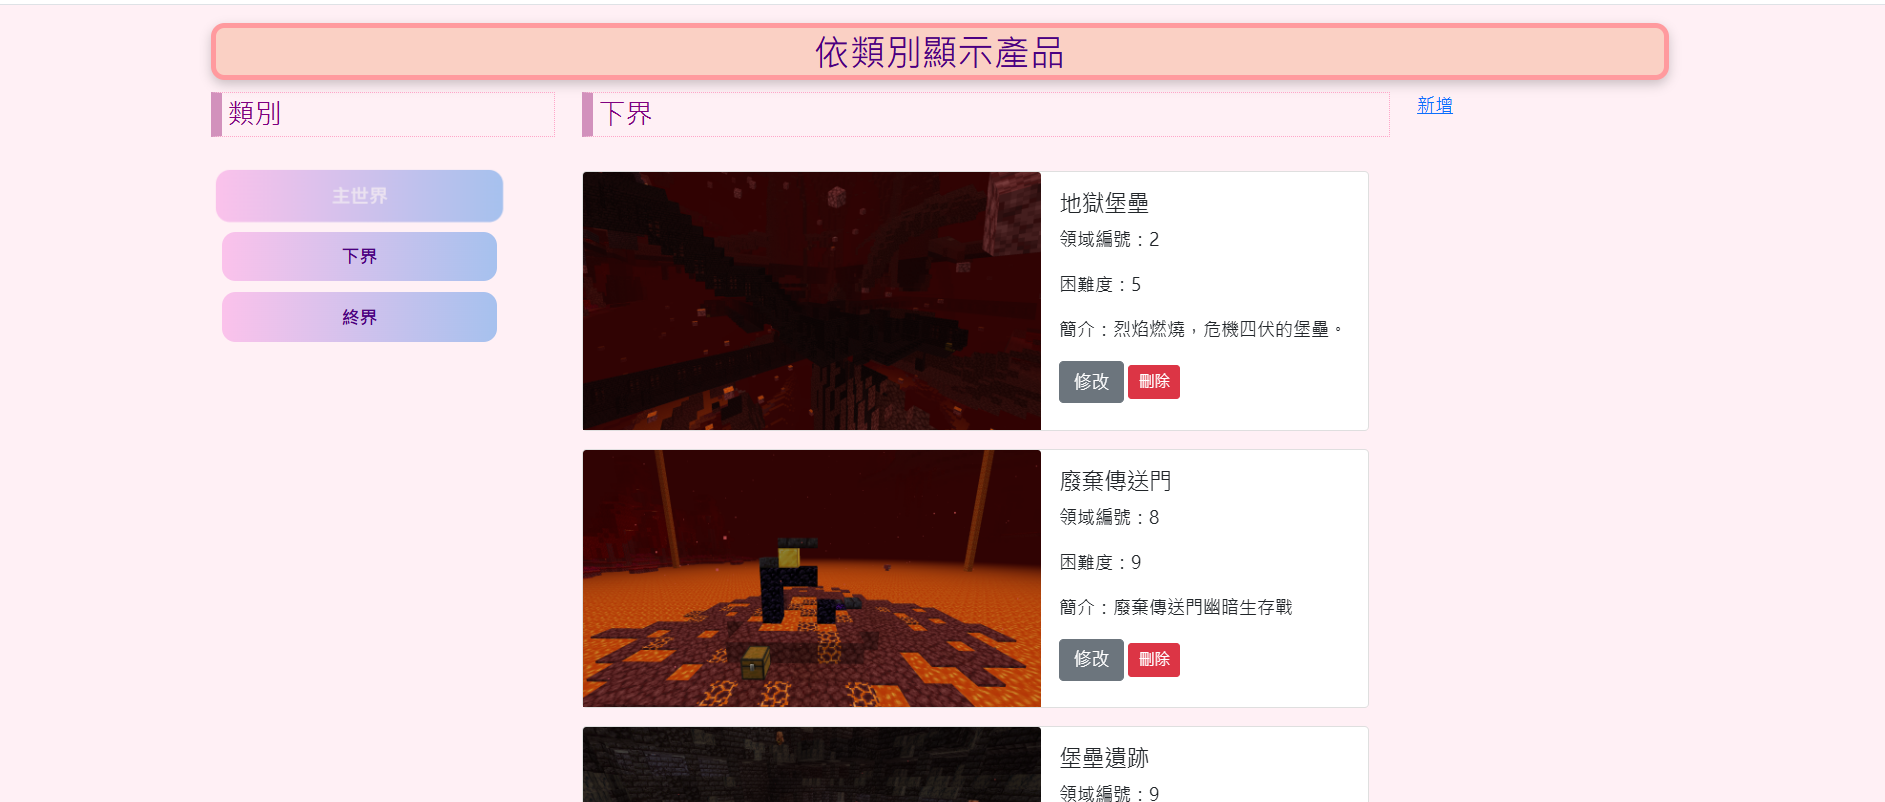 依類別顯示產品
類別
下界
新增
主世界
下界
終界
地獄堡壘
領域編號：2
困難度：5
簡介：烈焰燃燒，危機四伏的堡壘。
修改 刪除
廢棄傳送門
領域編號：8
困難度：9
簡介：廢棄傳送門幽暗生存戰
修改 刪除
堡壘遺跡
領域編號：9